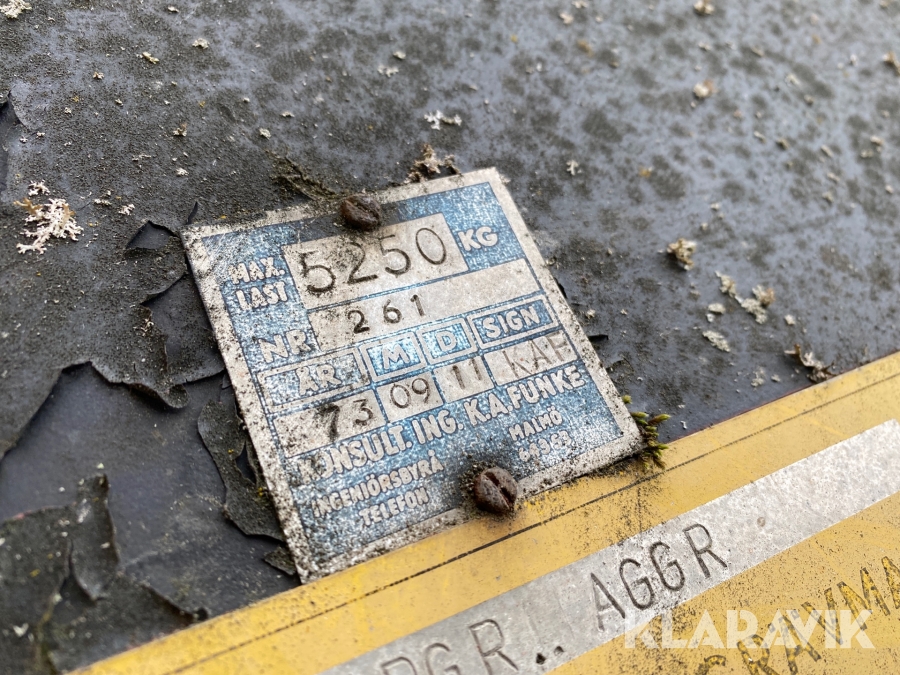 MAX. LAST 5250 KG
NR 261
ÅR M D SIGN
73 09 11 KAF
KONSULT. ING. K.A.FUNKE
INGENIÖRSBYRÅ MALMÖ
TELEFON
AGGR
KLARAVIK